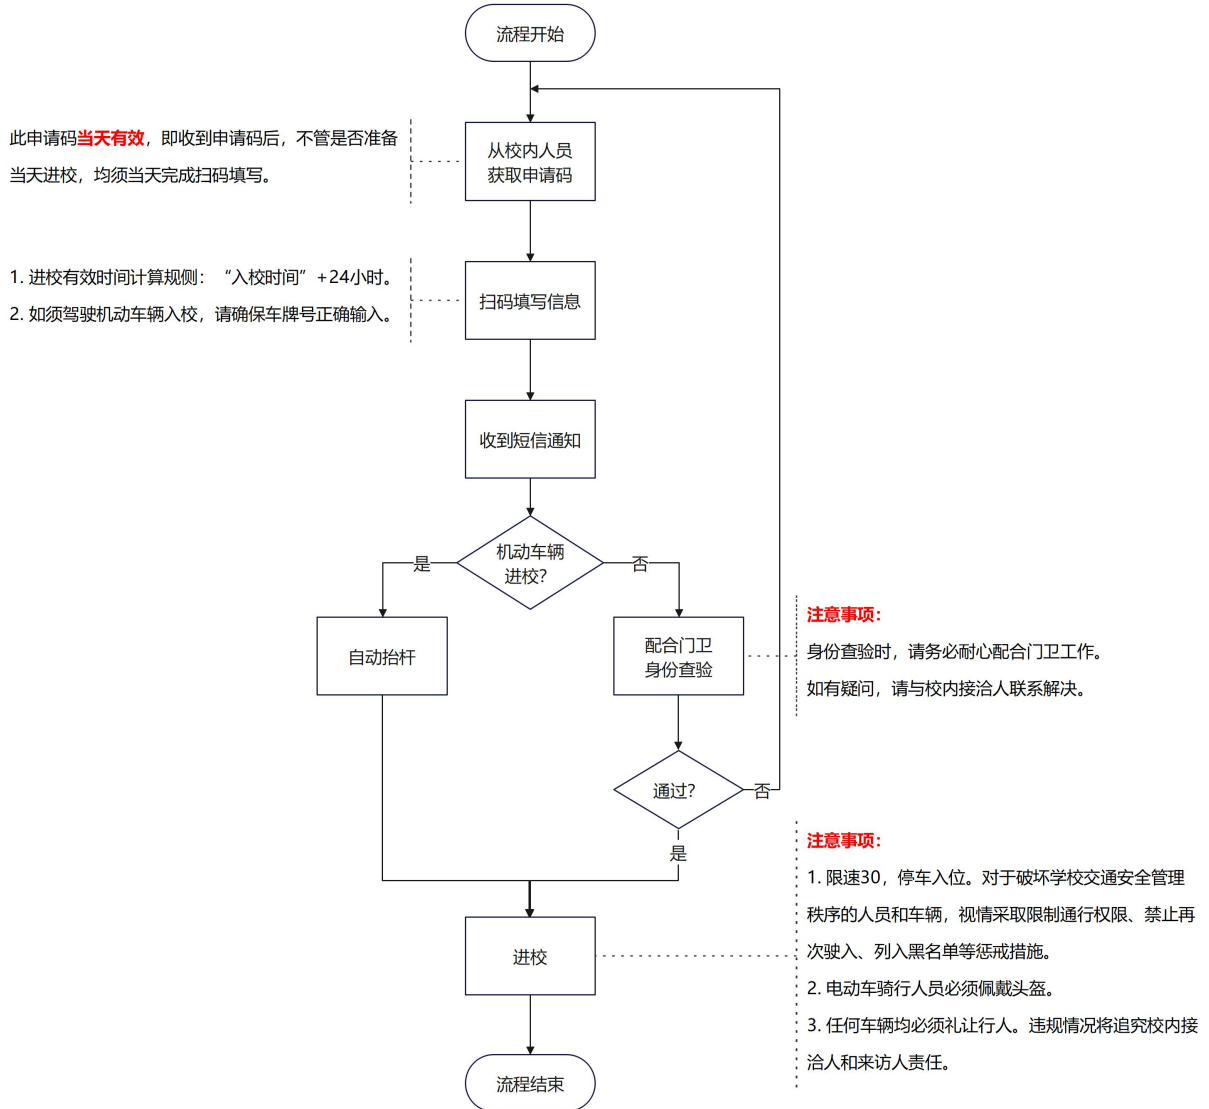 流程开始
此申请码当天有效，即收到申请码后，不管是否准备
当天进校，均须当天完成扫码填写。
从校内人员
获取申请码
1. 进校有效时间计算规侧：“入校时间”+24小时。
2. 如须驾驶机动车辆入校，请确保车牌号正确输入。
扫码填写信息
收到短信通知
机动车辆
进校?
是
否
自动抬杆
配合门卫
身份查验
注意事项：
身份查验时，请务必耐心配合门卫工作。
如有疑问，请与校内接洽人联系解决。
通过?
否
是
注意事项：
1. 限速30，停车入位。对于破坏学校交通安全管理
秩序的人员和车辆，视情采取限制通行权限、禁止再
次驶入、列入黑名单等惩戒措施。
2. 电动车骑行人员必须佩戴头盔。
3. 任何车辆均必须礼让行人。违规情况将追究校内接
洽人和来访人责任。
进校
流程结束